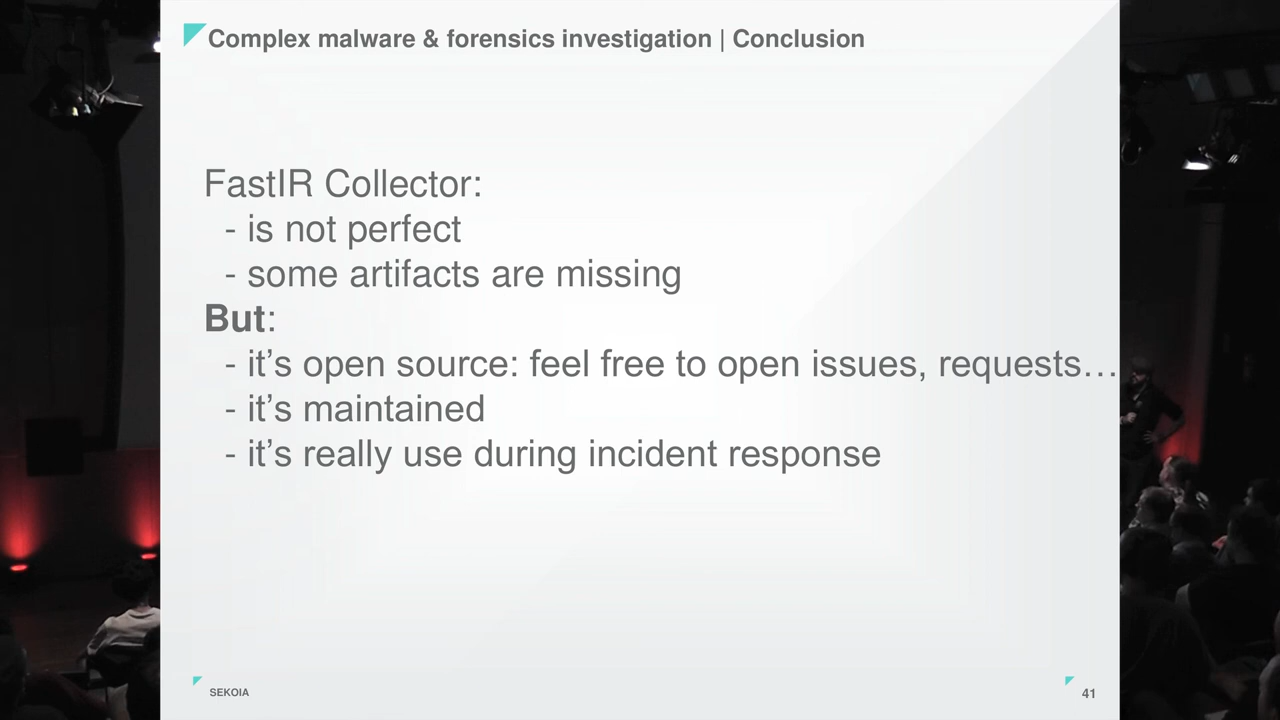 Complex malware & forensics investigation | Conclusion
FastIR Collector:
- is not perfect
- some artifacts are missing
But:
- it’s open source: feel free to open issues, requests…
- it’s maintained
- it’s really use during incident response
SEKOIA
41